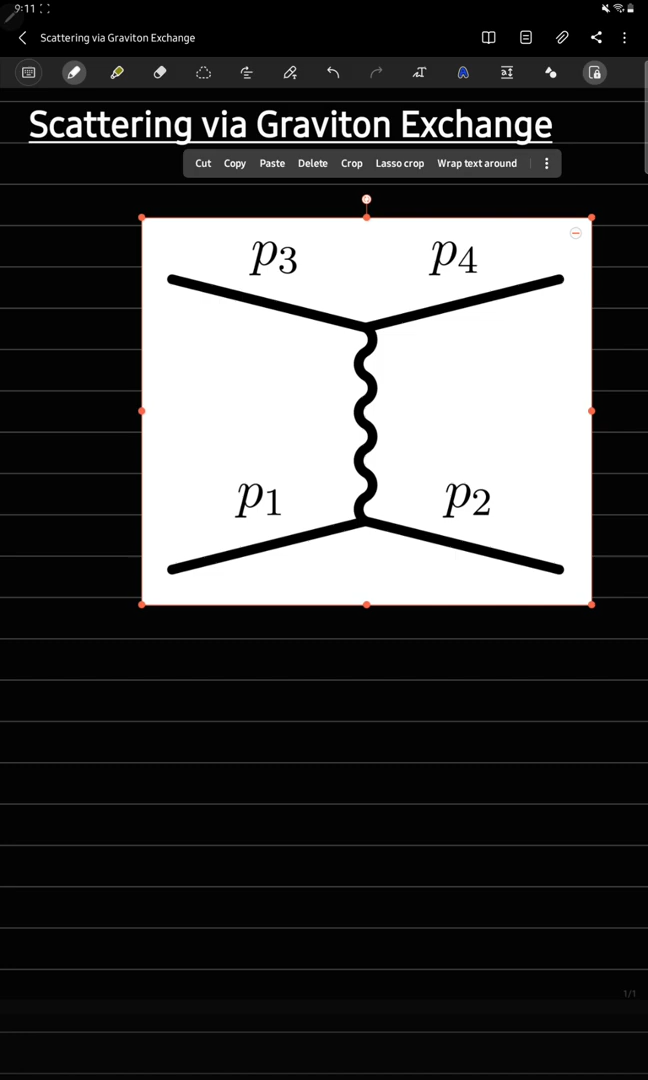 9:11
Scattering via Graviton Exchange
Scattering via Graviton Exchange
Cut Copy Paste Delete Crop Lasso crop Wrap text around
p3 p4
p1 p2
1/1